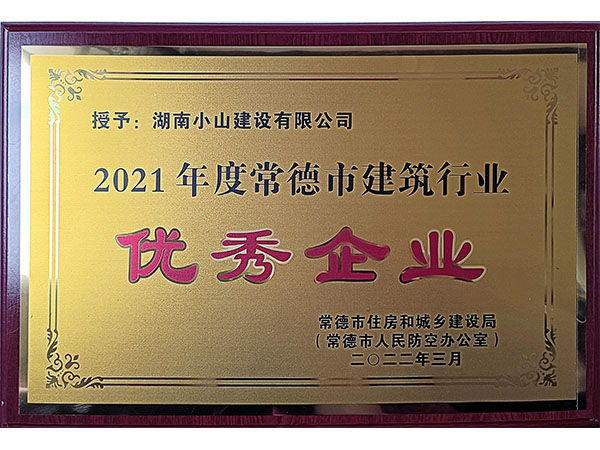 授予：湖南小山建设有限公司
2021年度常德市建筑行业
优秀企业
常德市住房和城乡建设局
（常德市人民防空办公室）
二〇二二年三月